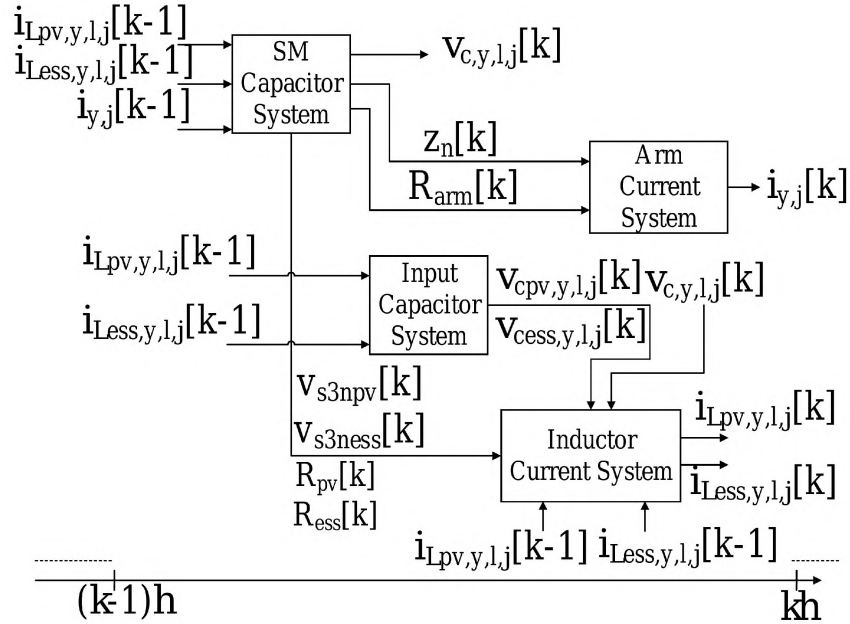 i_Lpv,y,l,j[k-1]
i_Less,y,l,j[k-1]
i_y,j[k-1]
SM
Capacitor
System
v_c,y,l,j[k]
z_n[k]
R_arm[k]
Arm
Current
System
i_y,j[k]
i_Lpv,y,l,j[k-1]
i_Less,y,l,j[k-1]
Input
Capacitor
System
v_cpv,y,l,j[k] v_c,y,l,j[k]
v_cess,y,l,j[k]
v_s3npv[k]
v_s3ness[k]
R_pv[k]
R_ess[k]
Inductor
Current System
i_Lpv,y,l,j[k]
i_Less,y,l,j[k]
i_Lpv,y,l,j[k-1] i_Less,y,l,j[k-1]
(k-1)h
kh